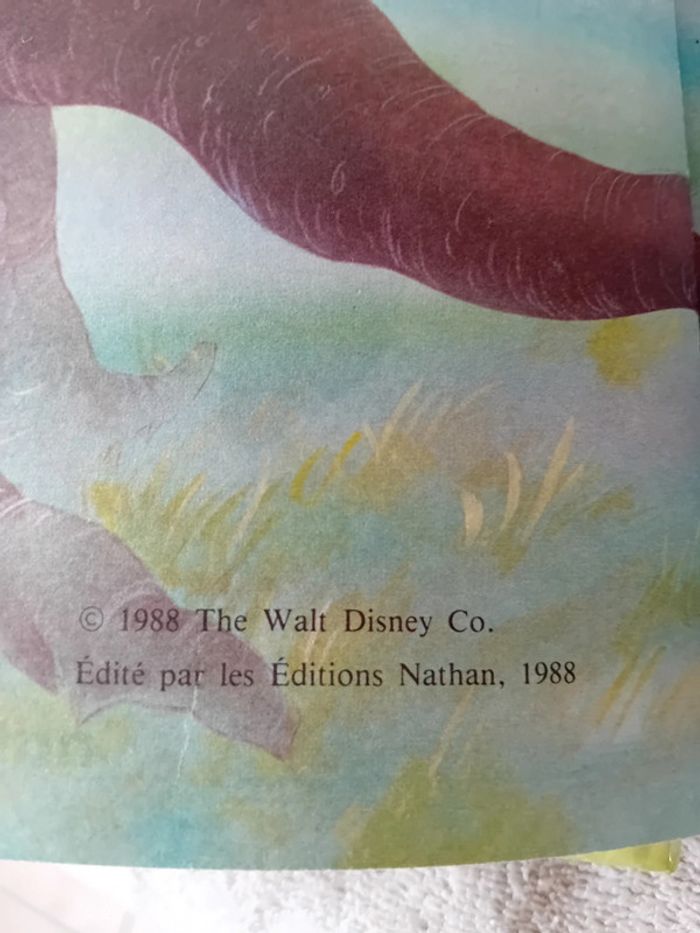 © 1988 The Walt Disney Co.
Édité par les Éditions Nathan, 1988